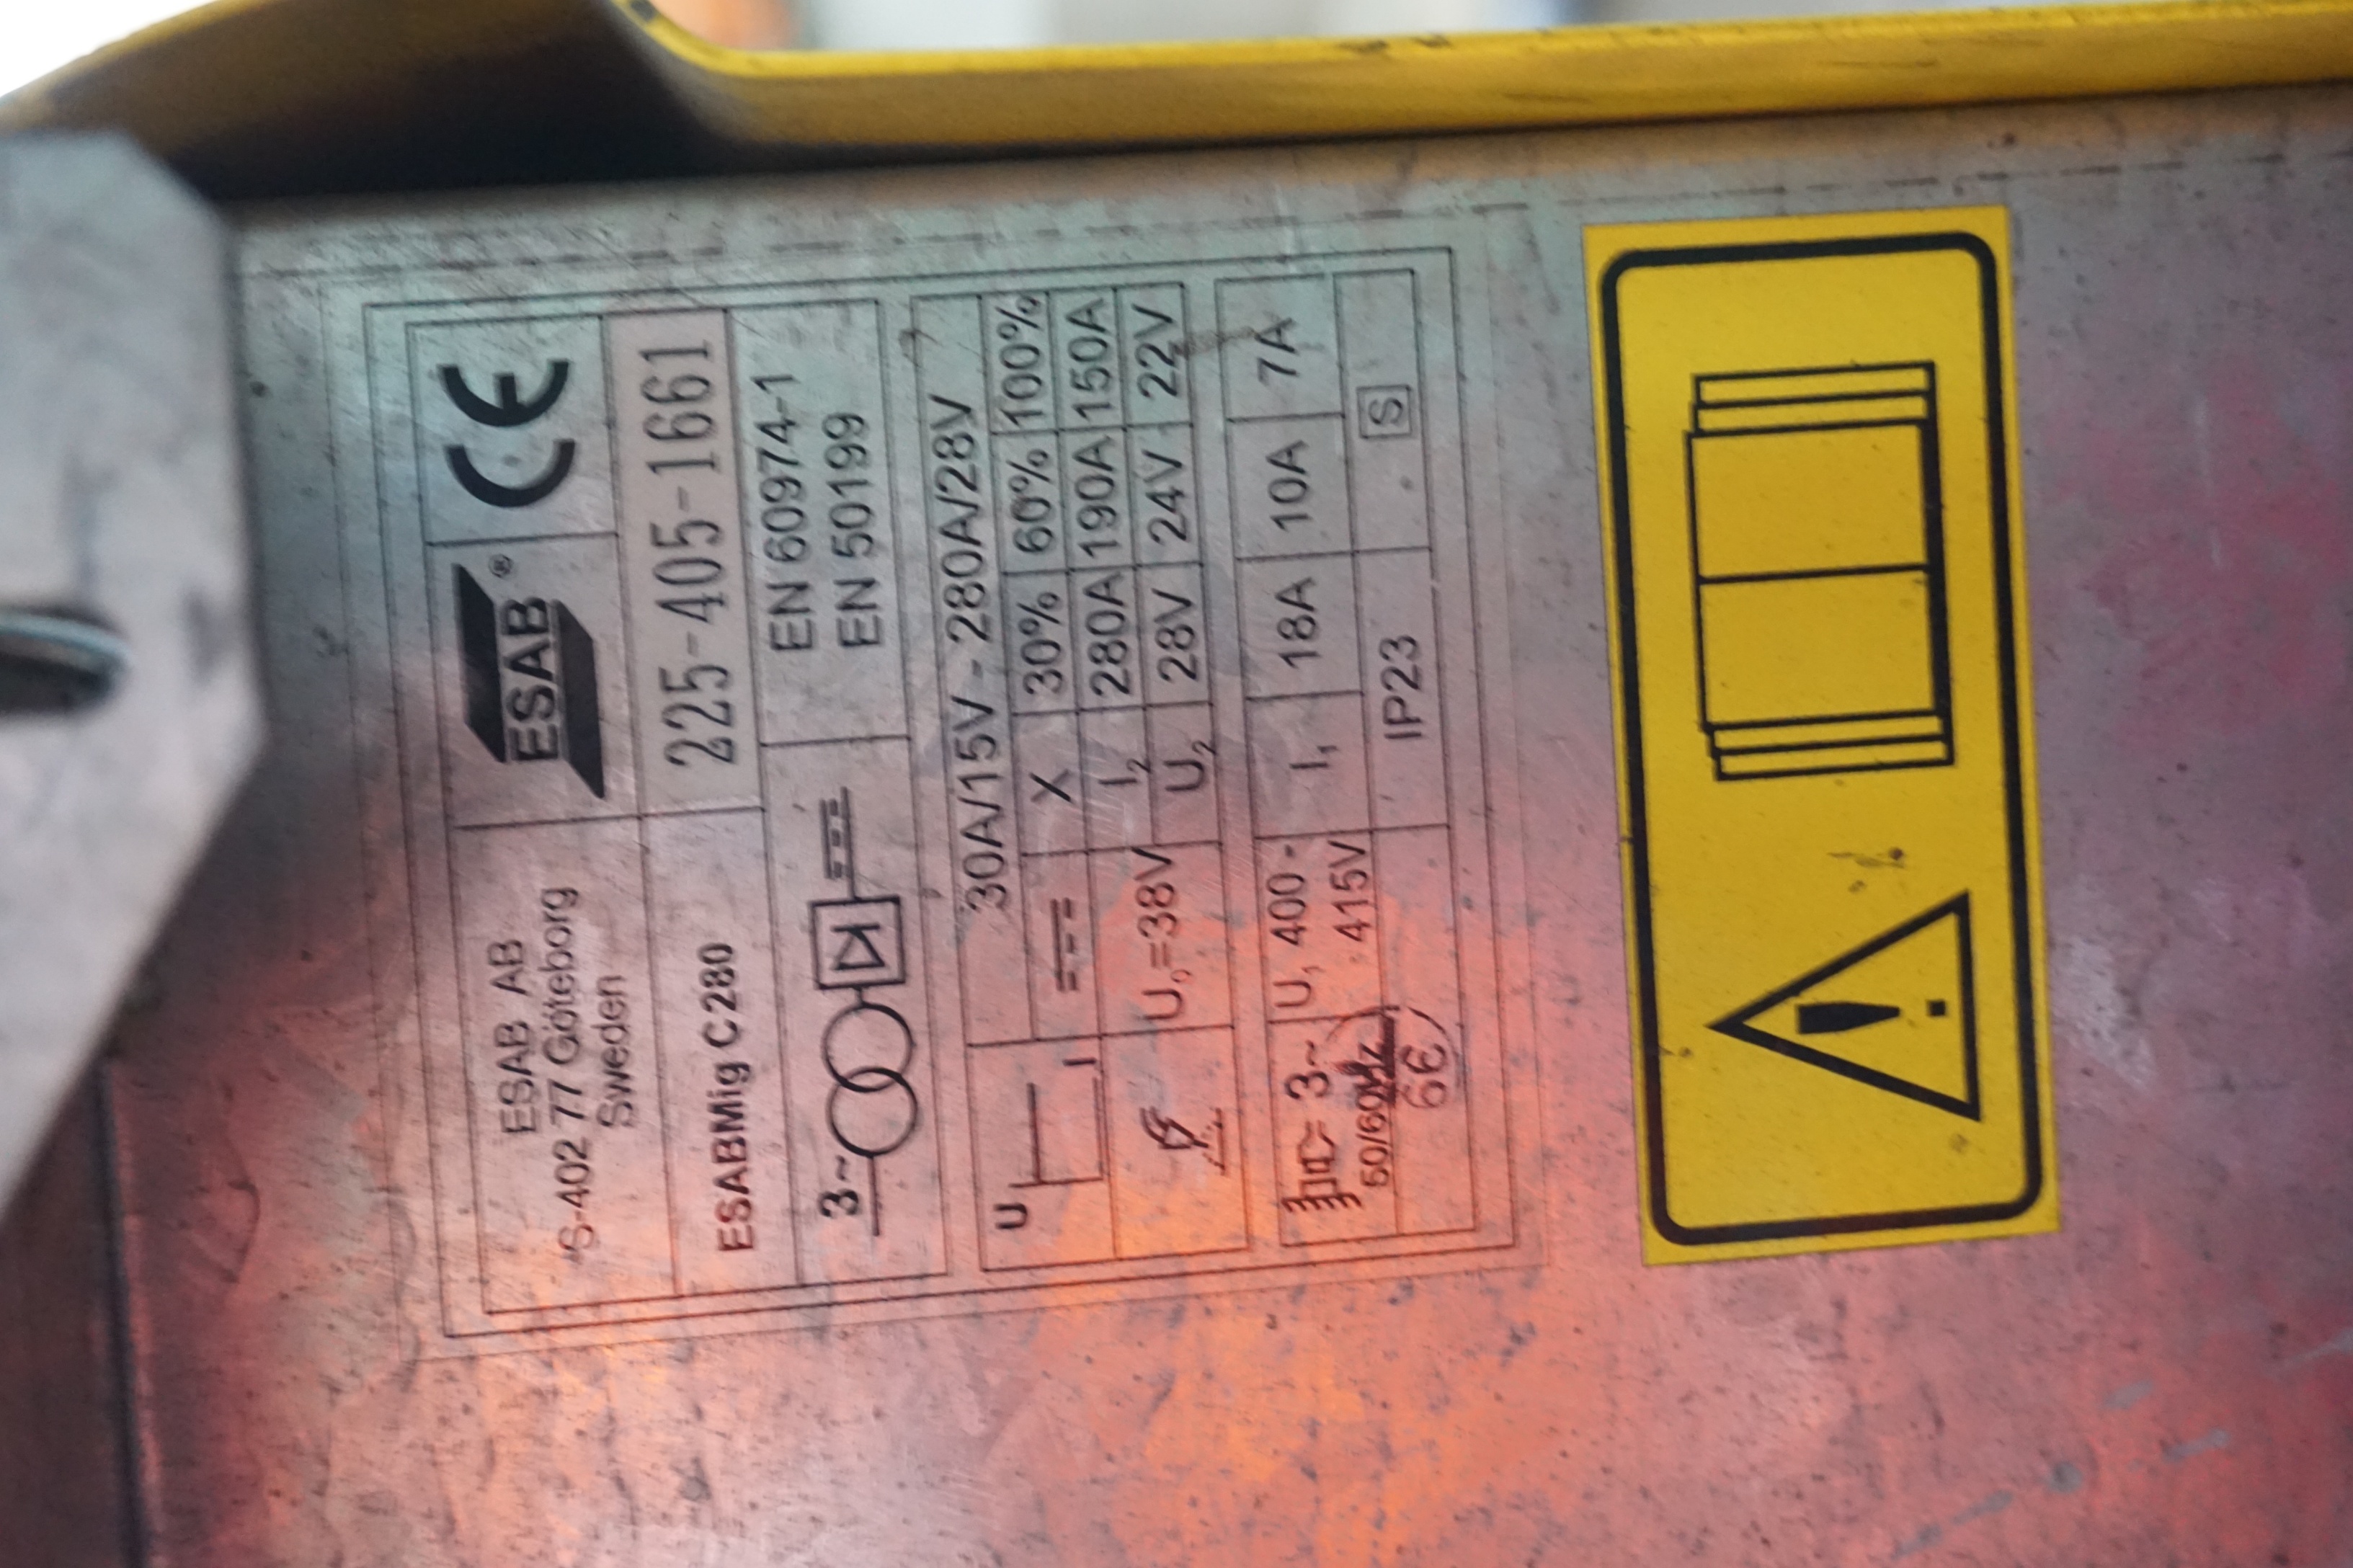 ESAB AB
S-402 77 Göteborg
Sweden
ESAB®
CE
ESABMig C280
225-405-1661
3~
EN 60974-1
EN 50199
30A/15V - 280A/28V
U
I
X 30% 60% 100%
I₂ 280A 190A 150A
U₀=38V
U₂ 28V 24V 22V
3~
50/60Hz
U₁ 400-
415V
I₁ 18A 10A 7A
IP23
S